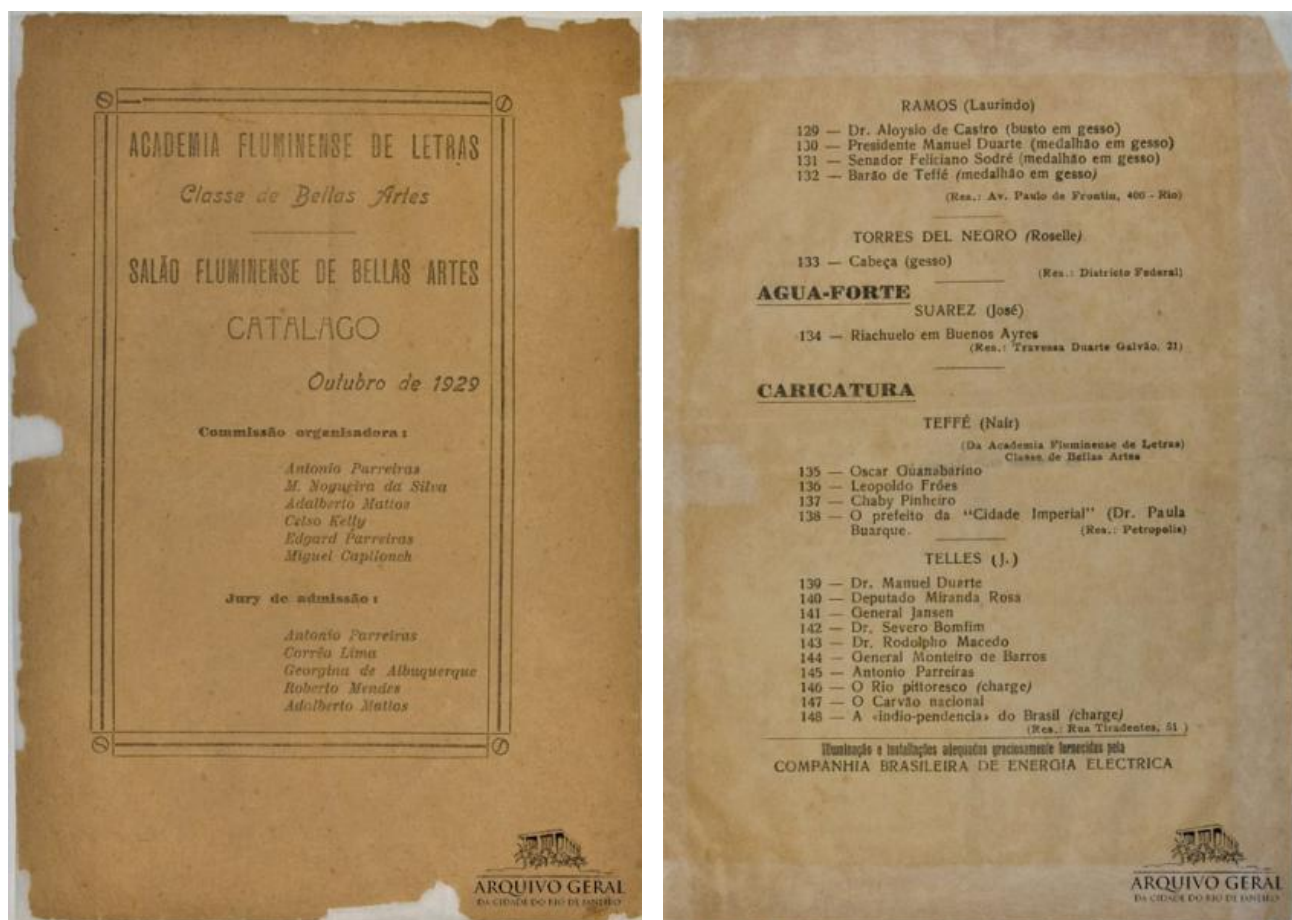 ACADEMIA FLUMINENSE DE LETRAS
Classe de Bellas Artes
SALÃO FLUMINENSE DE BELLAS ARTES
CATALAGO
Outubro de 1929
Commissão organisadora:
Antonio Parreiras
M. Nogueira da Silva
Adalberto Mattos
Celso Kelly
Edgard Parreiras
Miguel Capllonch
Jury de admissão:
Antonio Parreiras
Corrêa Lima
Georgina de Albuquerque
Roberto Mendes
Adalberto Mattos
ARQUIVO GERAL
DA CIDADE DO RIO DE JANEIRO
RAMOS (Laurindo)
129 — Dr. Aloysio de Castro (busto em gesso)
130 — Presidente Manuel Duarte (medalhão em gesso)
131 — Senador Feliciano Sodré (medalhão em gesso)
132 — Barão de Teffé (medalhão em gesso)
(Res.: Av. Paulo de Frontin, 400 - Rio)
TORRES DEL NEGRO (Roselle)
133 — Cabeça (gesso)
(Res.: Districto Federal)
AGUA-FORTE
SUAREZ (José)
134 — Riachuelo em Buenos Ayres
(Res.: Travessa Duarte Galvão, 21)
CARICATURA
TEFFÉ (Nair)
(Da Academia Fluminense de Letras)
Classe de Bellas Artes
135 — Oscar Guanabarino
136 — Leopoldo Fróes
137 — Chaby Pinheiro
138 — O prefeito da "Cidade Imperial" (Dr. Paula
Buarque. (Res.: Petropolis)
TELLES (J.)
139 — Dr. Manuel Duarte
140 — Deputado Miranda Rosa
141 — General Jansen
142 — Dr. Severo Bomfim
143 — Dr. Rodolpho Macedo
144 — General Monteiro de Barros
145 — Antonio Parreiras
146 — O Rio pittoresco (charge)
147 — O Carvão nacional
148 — A «indio-pendencia» do Brasil (charge)
(Res.: Rua Tiradentes, 51 )
Illuminação e installações adequadas graciosamente fornecidas pela
COMPANHIA BRASILEIRA DE ENERGIA ELECTRICA
ARQUIVO GERAL
DA CIDADE DO RIO DE JANEIRO